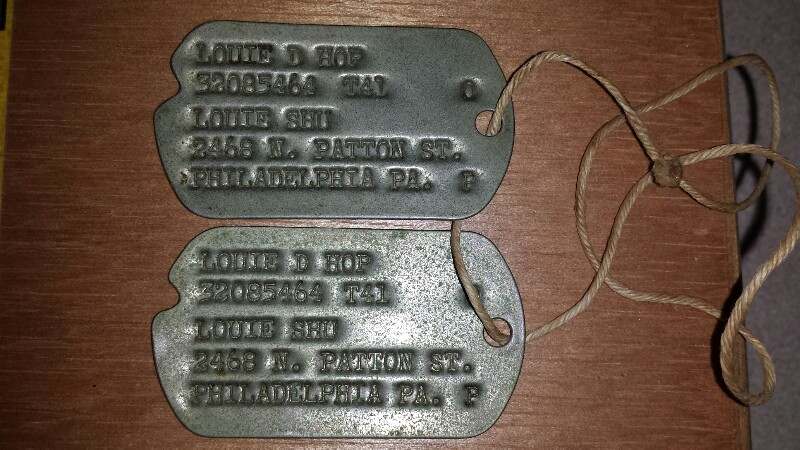 LOUIE D HOP
32085464 T41 O
LOUIE SHU
2468 N. PATTON ST.
PHILADELPHIA PA. P
LOUIE D HOP
32085464 T41 O
LOUIE SHU
2468 N. PATTON ST.
PHILADELPHIA PA. P